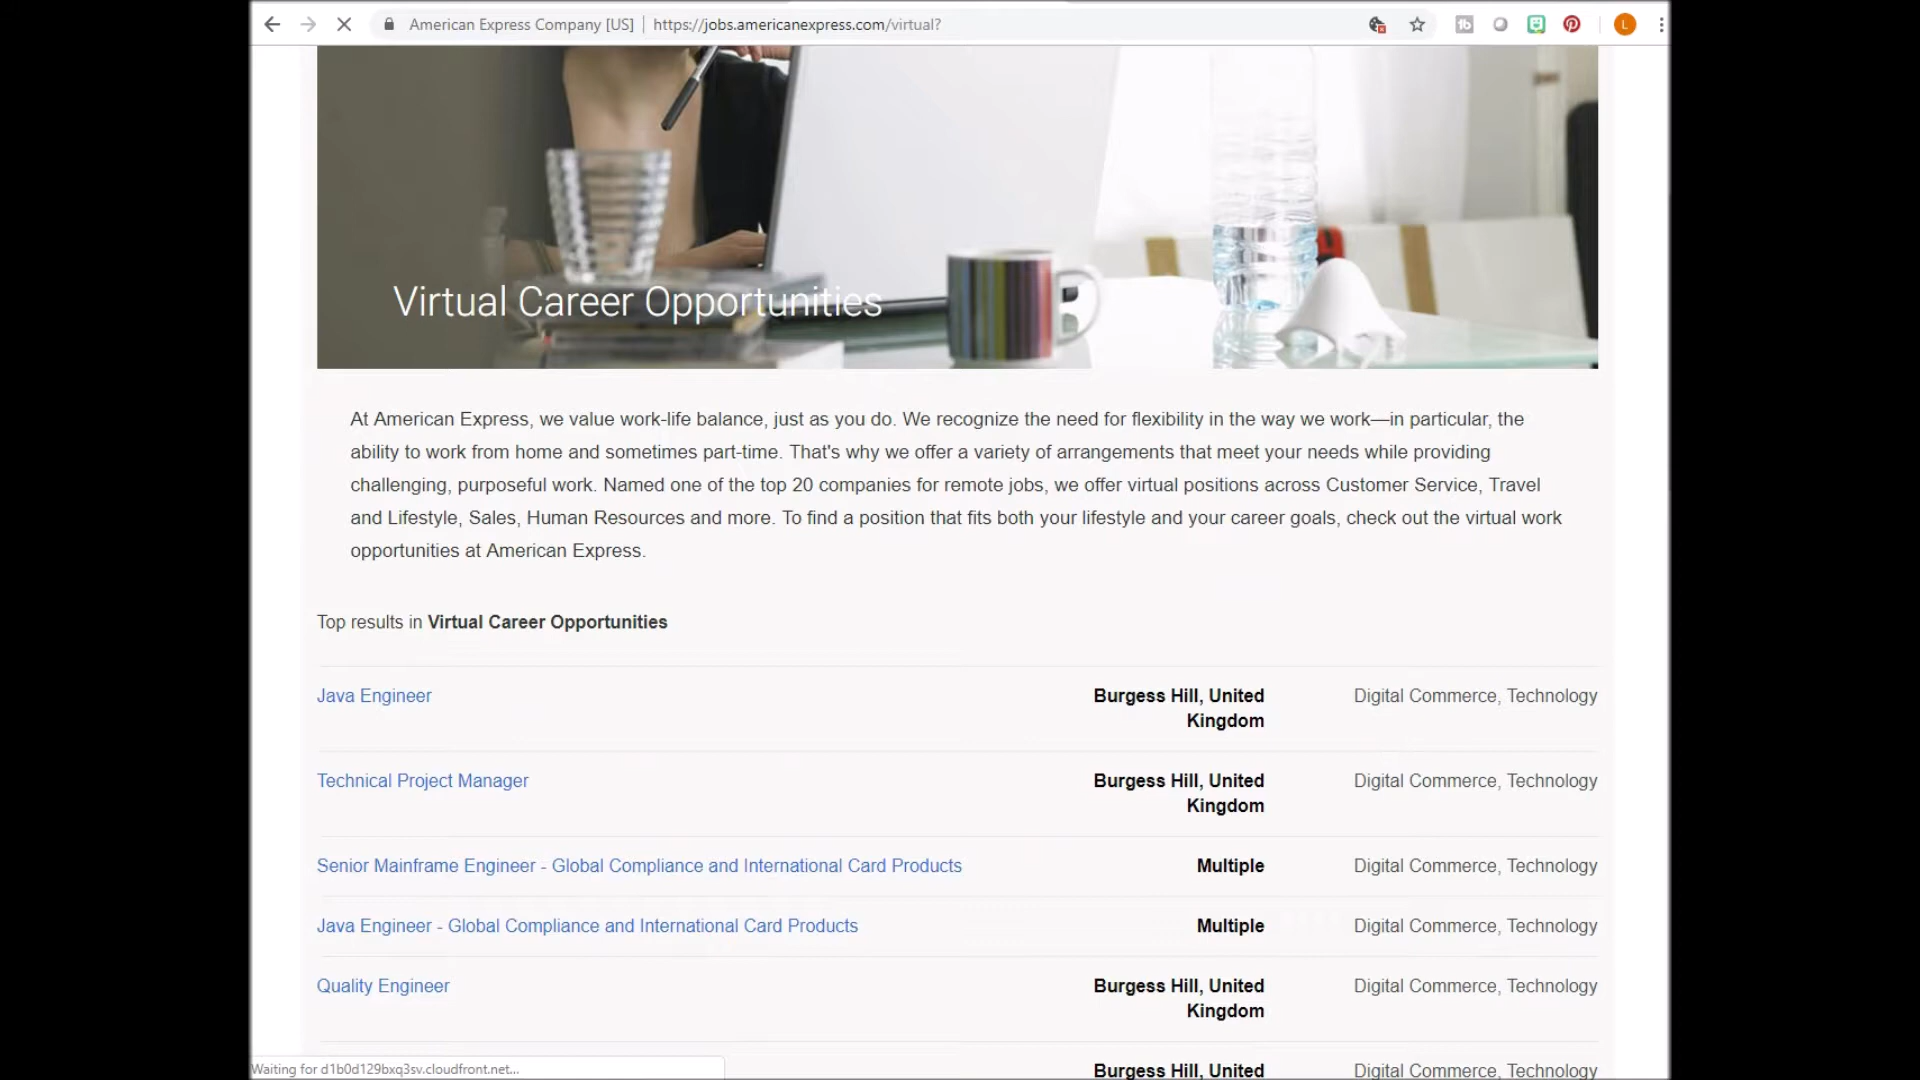 American Express Company [US] | https://jobs.americanexpress.com/virtual?
L
Virtual Career Opportunities
At American Express, we value work-life balance, just as you do. We recognize the need for flexibility in the way we work—in particular, the
ability to work from home and sometimes part-time. That's why we offer a variety of arrangements that meet your needs while providing
challenging, purposeful work. Named one of the top 20 companies for remote jobs, we offer virtual positions across Customer Service, Travel
and Lifestyle, Sales, Human Resources and more. To find a position that fits both your lifestyle and your career goals, check out the virtual work
opportunities at American Express.
Top results in Virtual Career Opportunities
Java Engineer Burgess Hill, United Digital Commerce, Technology
Kingdom
Technical Project Manager Burgess Hill, United Digital Commerce, Technology
Kingdom
Senior Mainframe Engineer - Global Compliance and International Card Products Multiple Digital Commerce, Technology
Java Engineer - Global Compliance and International Card Products Multiple Digital Commerce, Technology
Quality Engineer Burgess Hill, United Digital Commerce, Technology
Kingdom
Burgess Hill, United Digital Commerce, Technology
Waiting for d1b0d129bxq3sv.cloudfront.net...